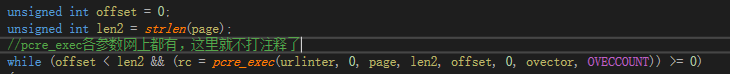 unsigned int offset = 0;
unsigned int len2 = strlen(page);
//pcre_exec各参数网上都有，这里就不打注释了
while (offset < len2 && (rc = pcre_exec(urlinter, 0, page, len2, offset, 0, ovector, OVECCOUNT)) >= 0)